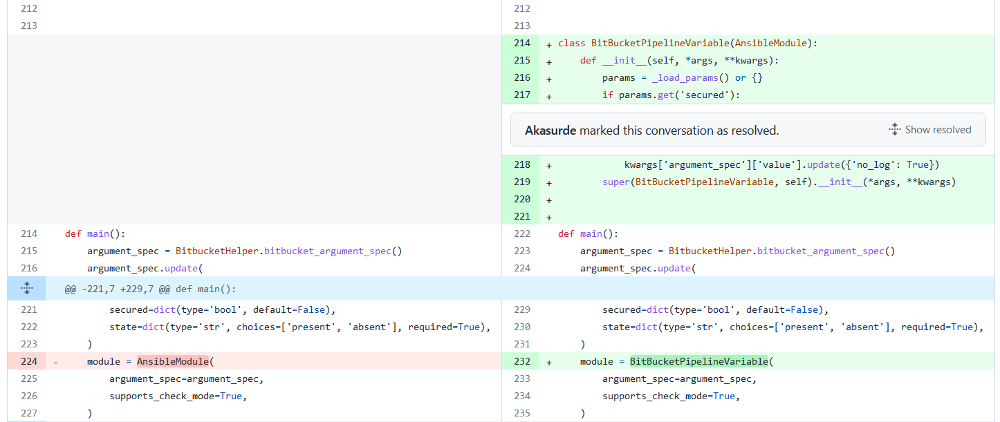 212 212
213 213
214 + class BitBucketPipelineVariable(AnsibleModule):
215 + def __init__(self, *args, **kwargs):
216 + params = _load_params() or {}
217 + if params.get('secured'):
Akasurde marked this conversation as resolved. Show resolved
218 + kwargs['argument_spec']['value'].update({'no_log': True})
219 + super(BitBucketPipelineVariable, self).__init__(*args, **kwargs)
220 +
221 +
214 def main(): 222 def main():
215 argument_spec = BitbucketHelper.bitbucket_argument_spec() 223 argument_spec = BitbucketHelper.bitbucket_argument_spec()
216 argument_spec.update( 224 argument_spec.update(
@@ -221,7 +229,7 @@ def main():
221 secured=dict(type='bool', default=False), 229 secured=dict(type='bool', default=False),
222 state=dict(type='str', choices=['present', 'absent'], required=True), 230 state=dict(type='str', choices=['present', 'absent'], required=True),
223 ) 231 )
224 - module = AnsibleModule( 232 + module = BitBucketPipelineVariable(
225 argument_spec=argument_spec, 233 argument_spec=argument_spec,
226 supports_check_mode=True, 234 supports_check_mode=True,
227 ) 235 )